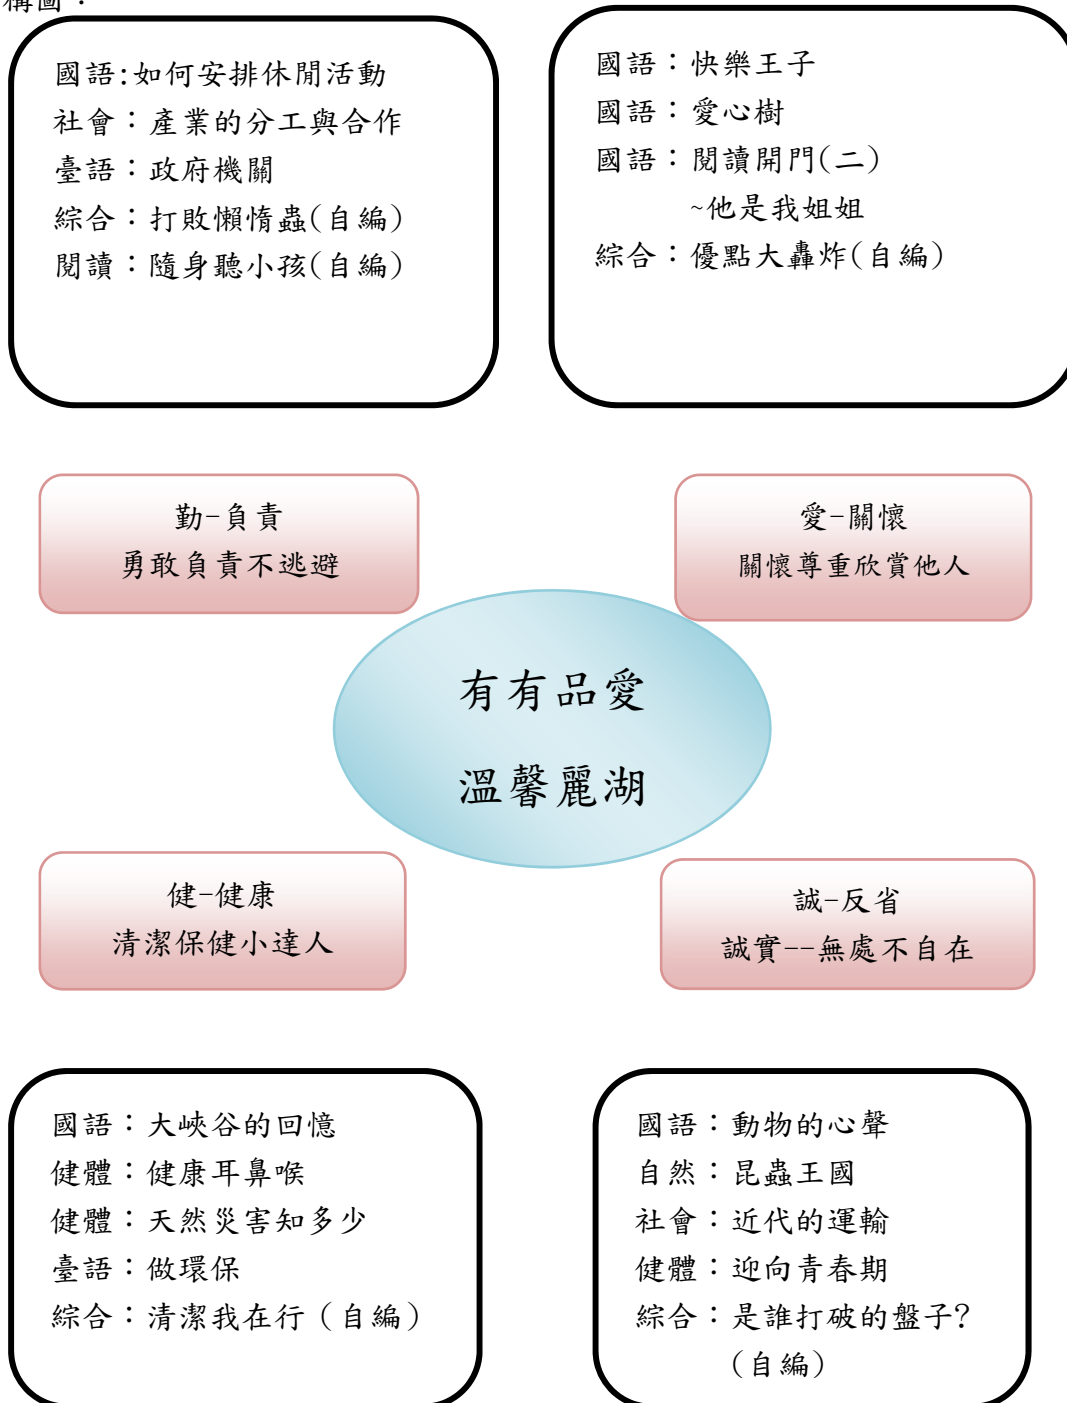 構圖：
國語:如何安排休閒活動
社會：產業的分工與合作
臺語：政府機關
綜合：打敗懶惰蟲(自編)
閱讀：隨身聽小孩(自編)
國語：快樂王子
國語：愛心樹
國語：閱讀開門(二)
~他是我姐姐
綜合：優點大轟炸(自編)
勤-負責
勇敢負責不逃避
愛-關懷
關懷尊重欣賞他人
有有品愛
溫馨麗湖
健-健康
清潔保健小達人
誠-反省
誠實--無處不自在
國語：大峽谷的回憶
健體：健康耳鼻喉
健體：天然災害知多少
臺語：做環保
綜合：清潔我在行（自編）
國語：動物的心聲
自然：昆蟲王國
社會：近代的運輸
健體：迎向青春期
綜合：是誰打破的盤子?
（自編）